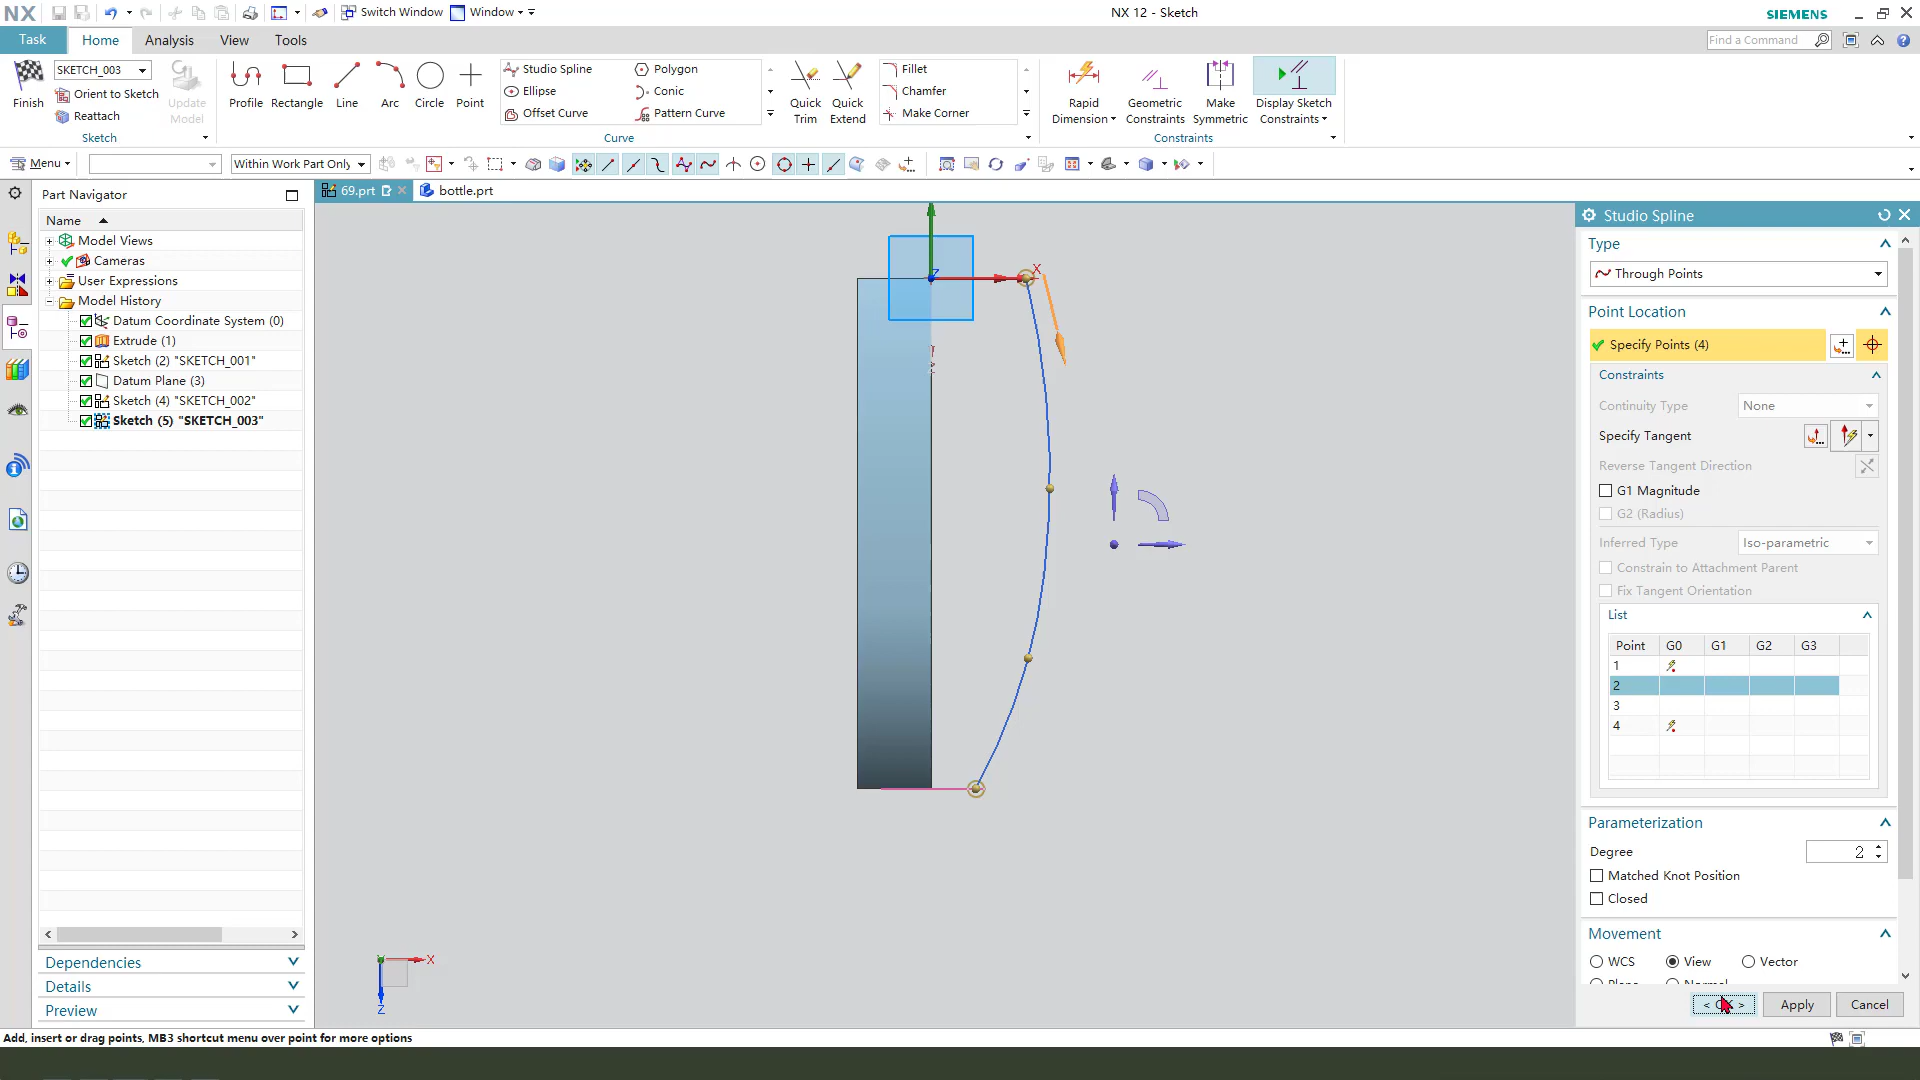 NX
Switch Window
Window
NX 12 - Sketch
SIEMENS
Task
Home
Analysis
View
Tools
Find a Command
Finish
SKETCH_003
Orient to Sketch
Reattach
Update Model
Profile
Rectangle
Line
Arc
Circle
Point
Studio Spline
Polygon
Ellipse
Conic
Offset Curve
Pattern Curve
Quick Trim
Quick Extend
Fillet
Chamfer
Make Corner
Rapid Dimension
Geometric Constraints
Make Symmetric
Display Sketch Constraints
Sketch
Curve
Constraints
Menu
Within Work Part Only
Part Navigator
69.prt
bottle.prt
Name
Model Views
Cameras
User Expressions
Model History
Datum Coordinate System (0)
Extrude (1)
Sketch (2) "SKETCH_001"
Datum Plane (3)
Sketch (4) "SKETCH_002"
Sketch (5) "SKETCH_003"
Dependencies
Details
Preview
Z
X
X
Z
Studio Spline
Type
Through Points
Point Location
Specify Points (4)
Constraints
Continuity Type
None
Specify Tangent
Reverse Tangent Direction
G1 Magnitude
G2 (Radius)
Inferred Type
Iso-parametric
Constrain to Attachment Parent
Fix Tangent Orientation
List
Point G0 G1 G2 G3
1
2
3
4
Parameterization
Degree
2
Matched Knot Position
Closed
Movement
WCS
View
Vector
Apply
Cancel
Add, insert or drag points, MB3 shortcut menu over point for more options